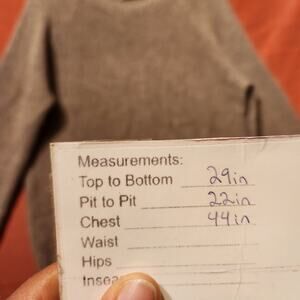 Measurements:
Top to Bottom 29in
Pit to Pit 22in
Chest 44in
Waist
Hips